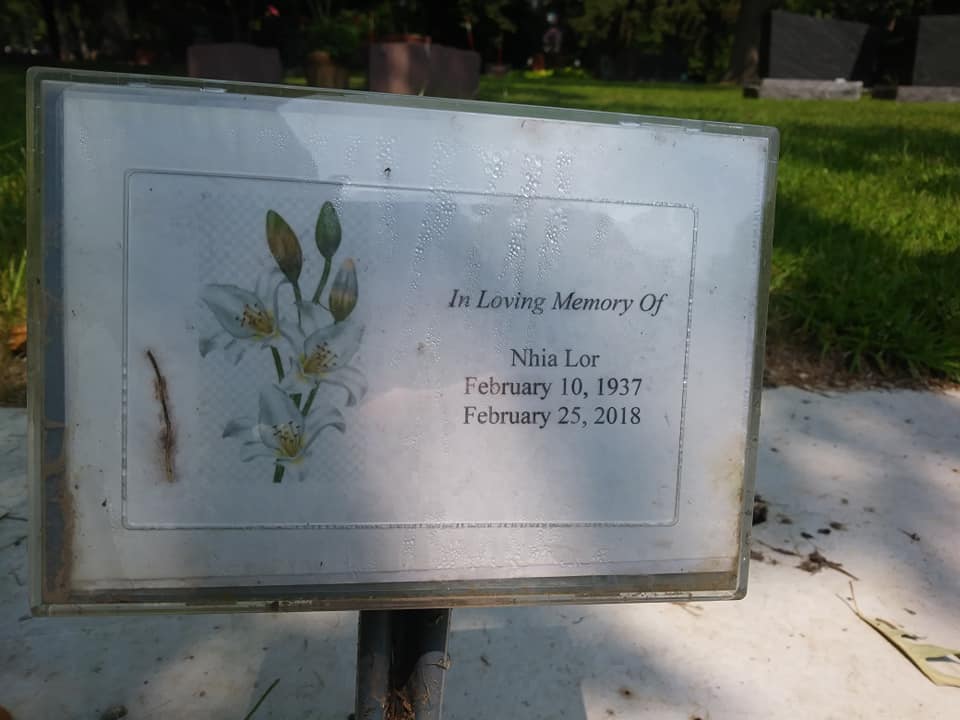 In Loving Memory Of
Nhia Lor
February 10, 1937
February 25, 2018